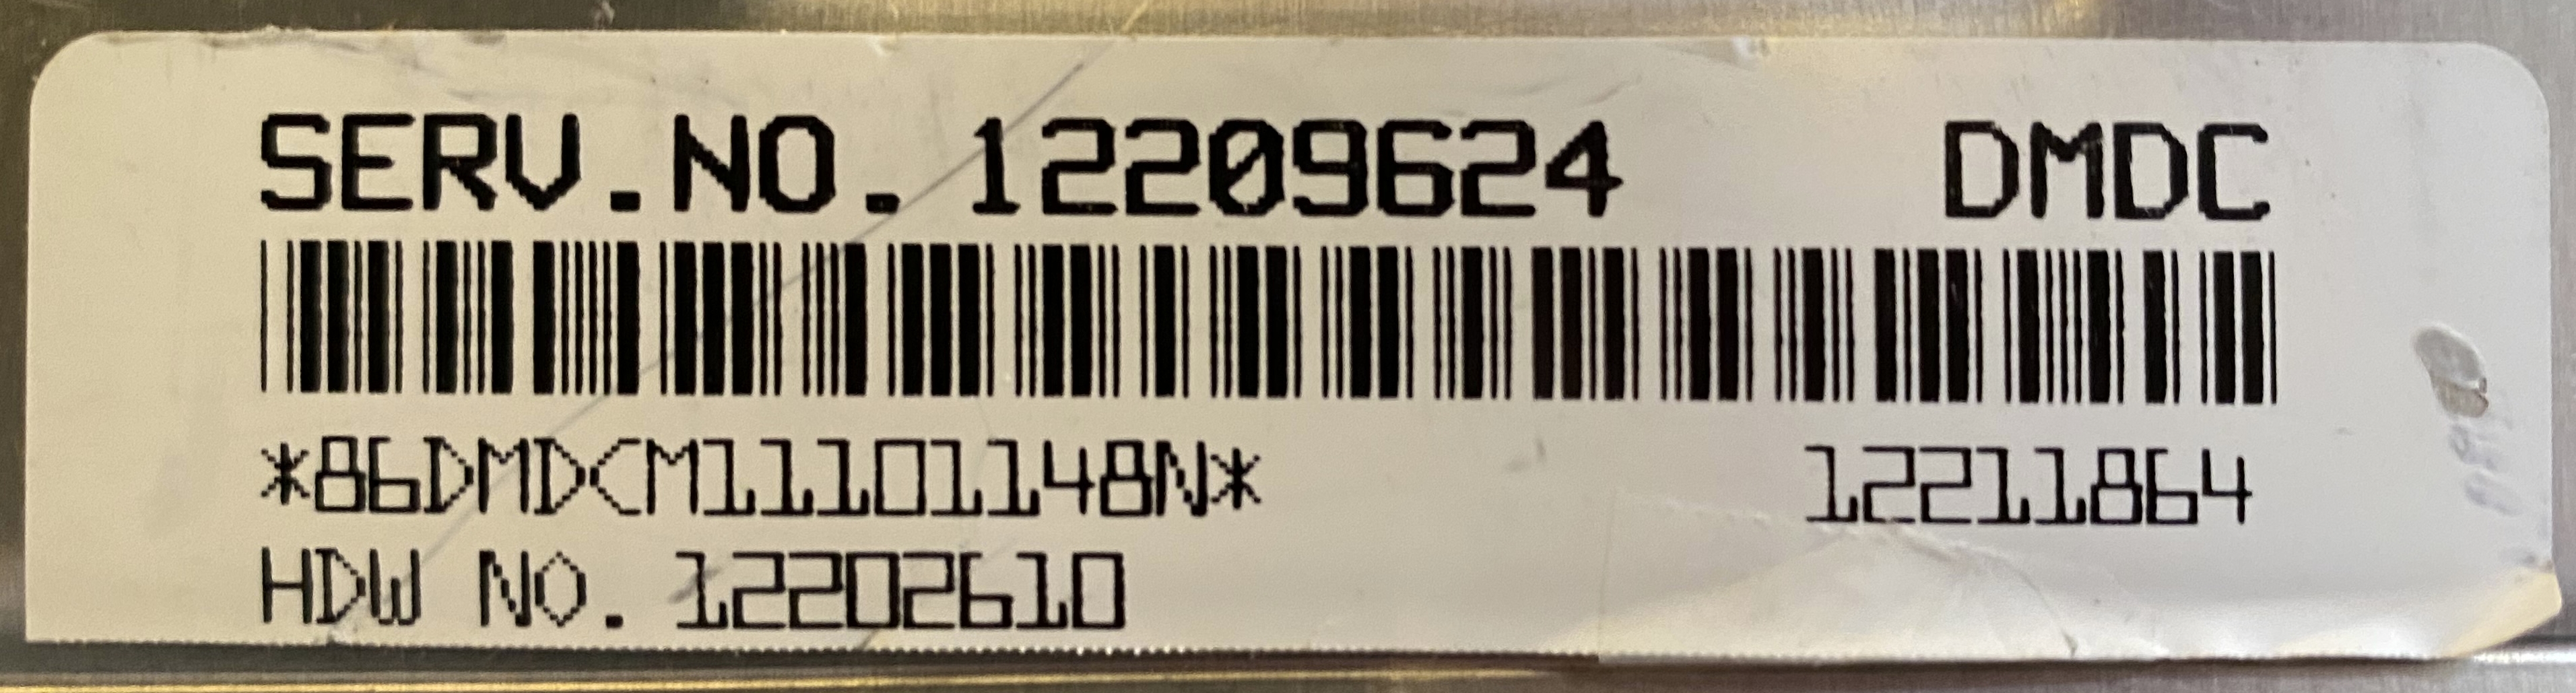 SERV.NO.12209624 DMDC
*86DMDCM11101148N* 12211864
HDW NO. 12202610